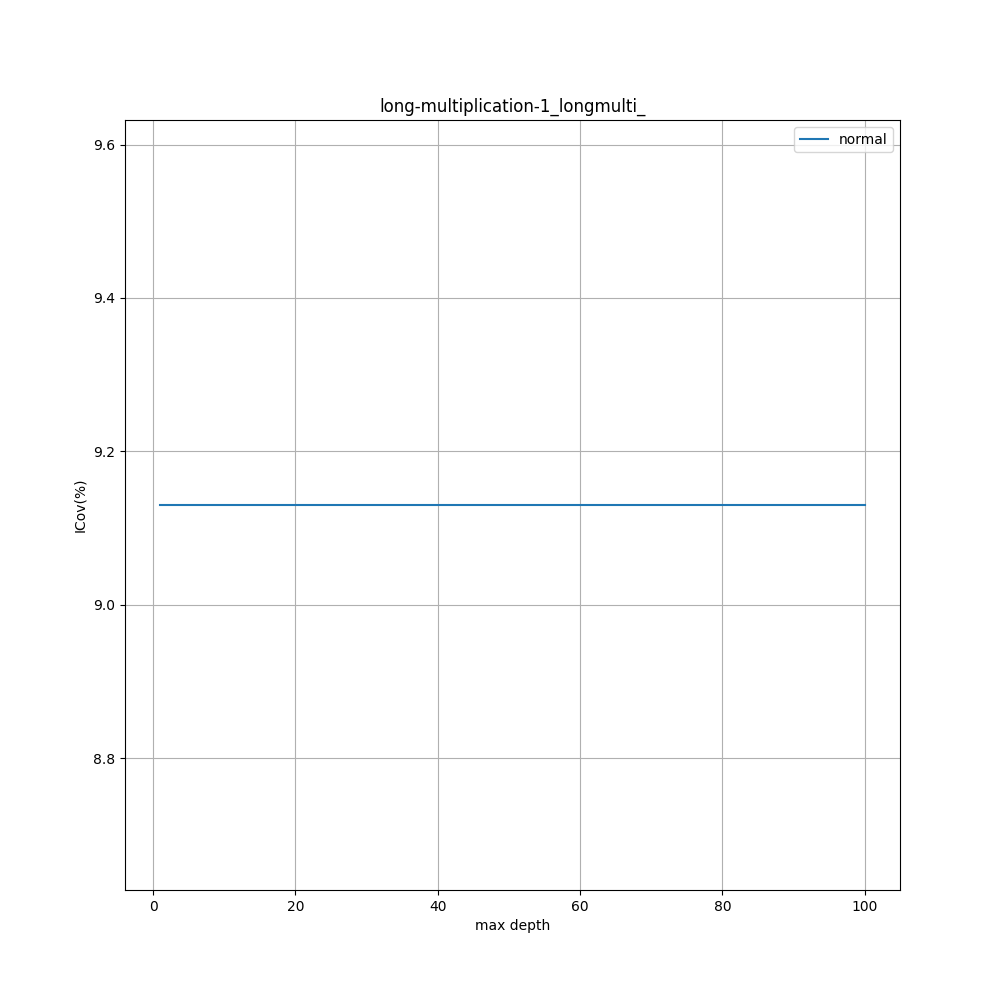 long-multiplication-1_longmulti_
normal
9.6
9.4
9.2
9.0
8.8
ICov(%)
0 20 40 60 80 100
max depth